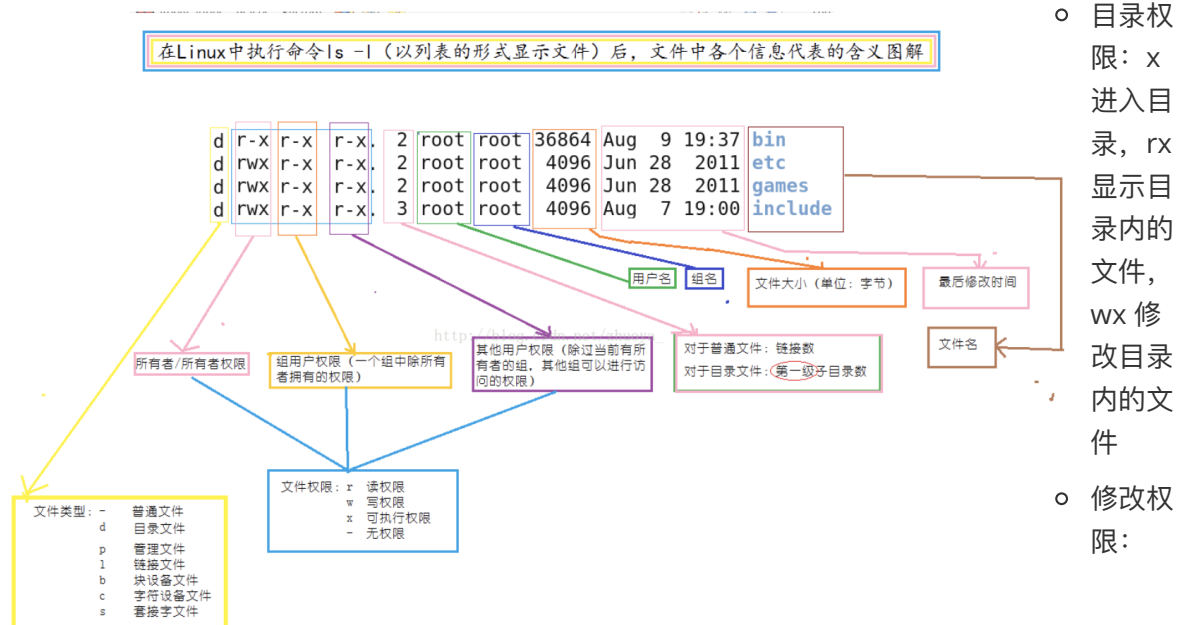 在Linux中执行命令ls -l（以列表的形式显示文件）后，文件中各个信息代表的含义图解
d r-x r-x r-x. 2 root root 36864 Aug 9 19:37 bin
d rwx r-x r-x. 2 root root 4096 Jun 28 2011 etc
d rwx r-x r-x. 2 root root 4096 Jun 28 2011 games
d rwx r-x r-x. 3 root root 4096 Aug 7 19:00 include
用户名
组名
文件大小（单位：字节）
最后修改时间
所有者/所有者权限
组用户权限（一个组中除所有
者拥有的权限）
其他用户权限（除过当前有所
有者的组，其他组可以进行访
问的权限）
对于普通文件：链接数
对于目录文件：第一级子目录数
文件名
文件权限：r 读权限
w 写权限
x 可执行权限
- 无权限
文件类型：- 普通文件
d 目录文件
p 管理文件
l 链接文件
b 块设备文件
c 字符设备文件
s 套接字文件
目录权
限：x
进入目
录，rx
显示目
录内的
文件，
wx 修
改目录
内的文
件
修改权
限：